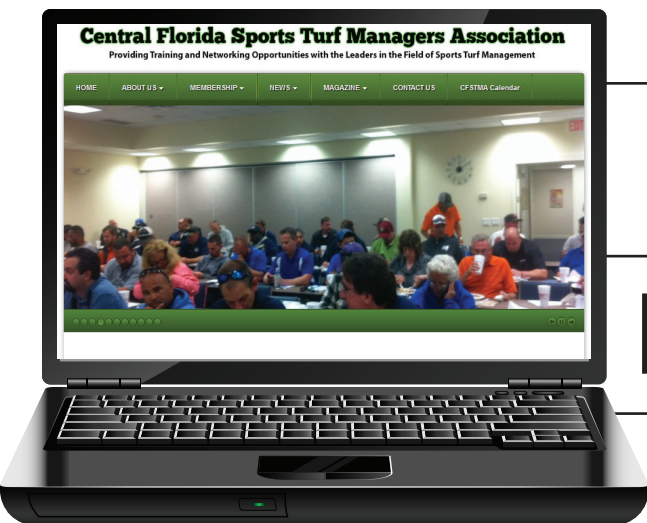 Central Florida Sports Turf Managers Association
Providing Training and Networking Opportunities with the Leaders in the Field of Sports Turf Management
HOME ABOUT US MEMBERSHIP NEWS MAGAZINE CONTACT US CFSTMA Calendar
EXIT